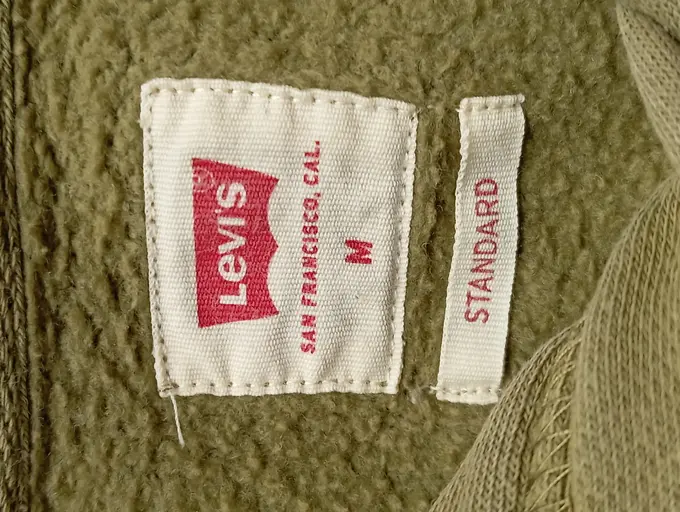 Levi's
®
SAN FRANCISCO, CAL.
M
STANDARD